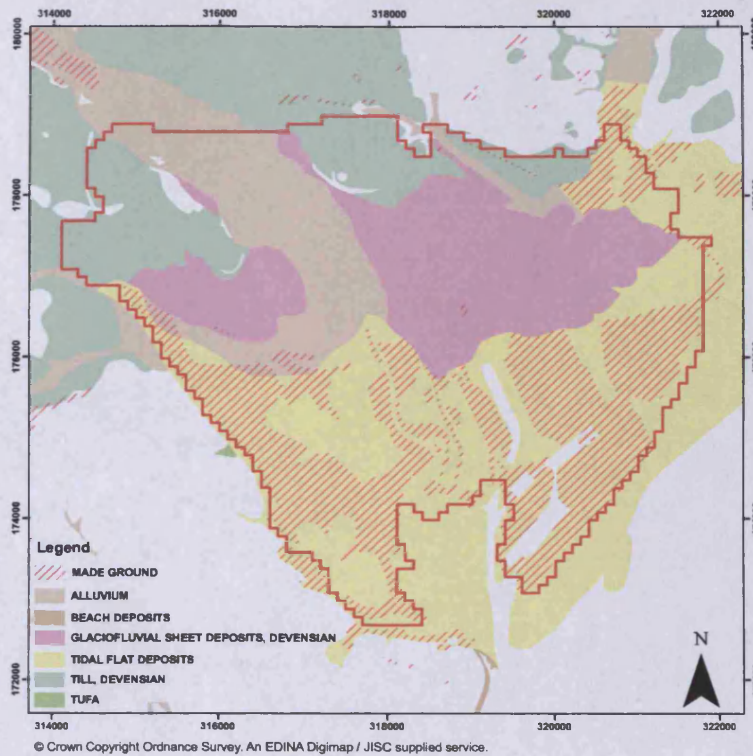 314000 316000 318000 320000 322000
180000
178000
176000
174000
172000
Legend
MADE GROUND
ALLUVIUM
BEACH DEPOSITS
GLACIOFLUVIAL SHEET DEPOSITS, DEVENSIAN
TIDAL FLAT DEPOSITS
TILL, DEVENSIAN
TUFA
N
314000 316000 318000 320000 322000
© Crown Copyright Ordnance Survey. An EDINA Digimap / JISC supplied service.